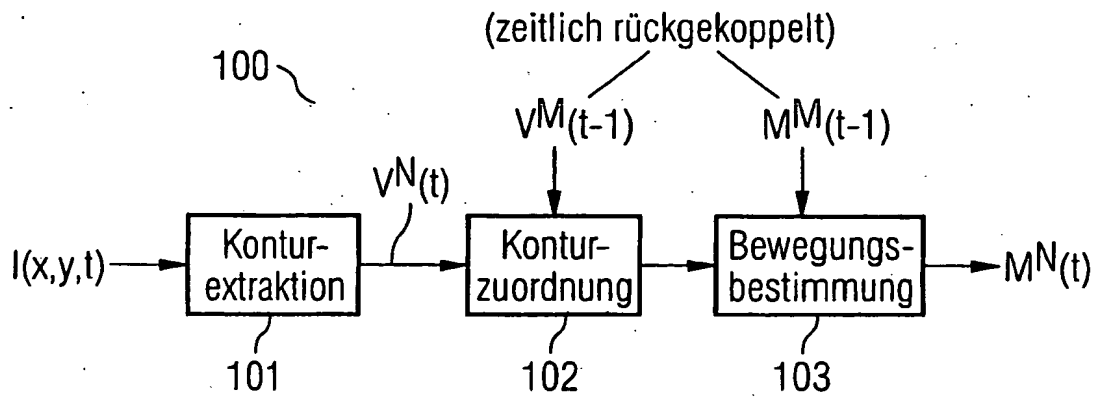 (zeitlich rückgekoppelt)
100
V^M(t-1)
M^M(t-1)
V^N(t)
I(x,y,t)
Kontur-
extraktion
Kontur-
zuordnung
Bewegungs-
bestimmung
M^N(t)
101
102
103